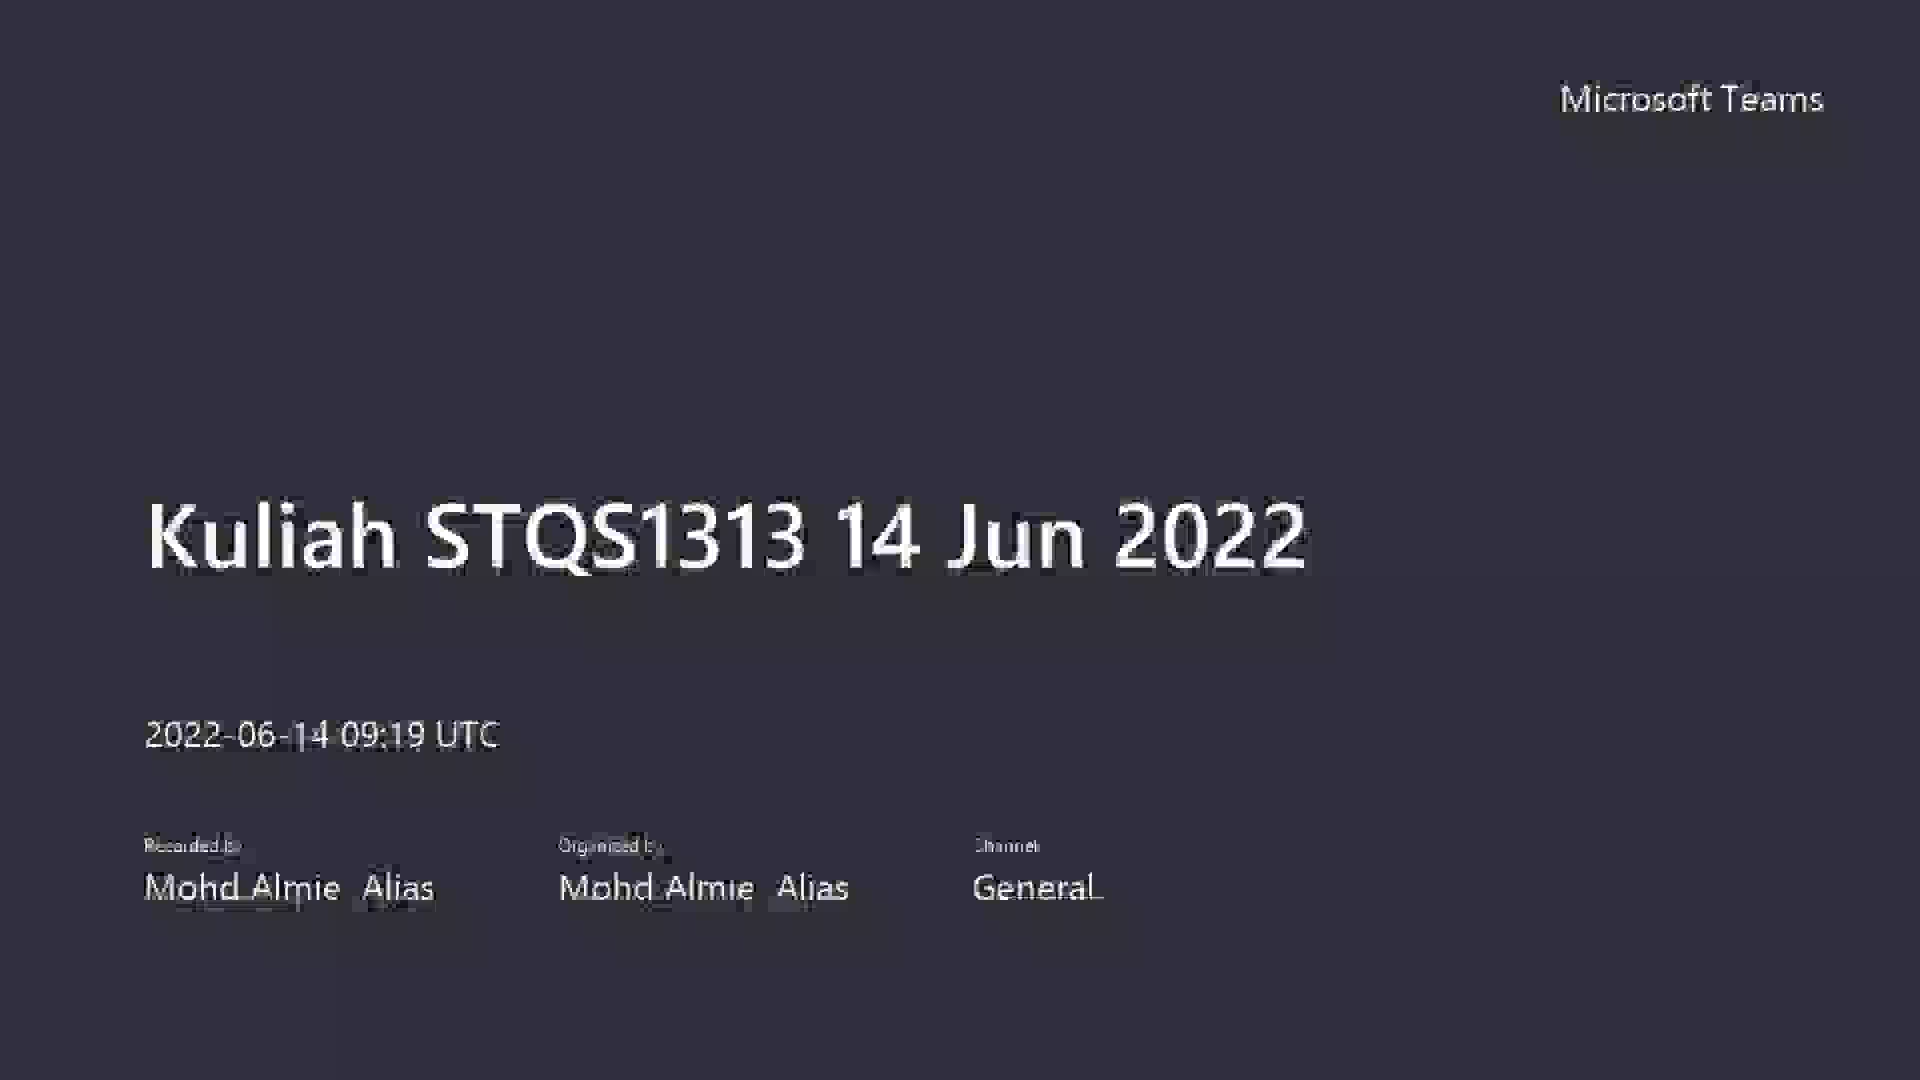 Microsoft Teams
Kuliah STQS1313 14 Jun 2022
2022-06-14 09:19 UTC
Recorded by Organized by Channel
Mohd Almie Alias Mohd Almie Alias General